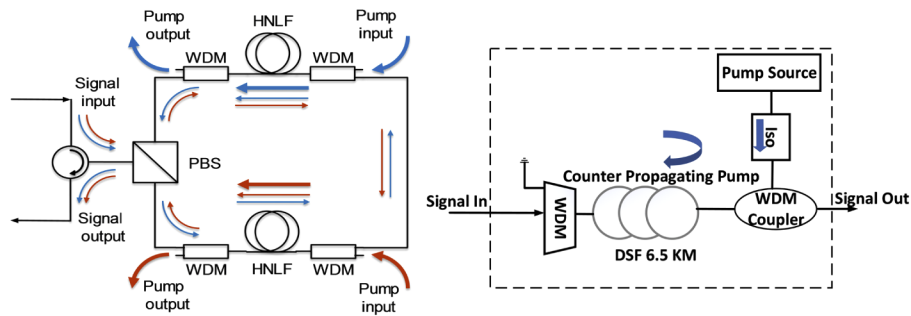 Pump
output
HNLF
Pump
input
WDM
WDM
Signal
input
PBS
Signal
output
WDM
HNLF
WDM
Pump
output
Pump
input
Pump Source
Iso
Counter Propagating Pump
Signal In
WDM
WDM
Coupler
Signal Out
DSF 6.5 KM